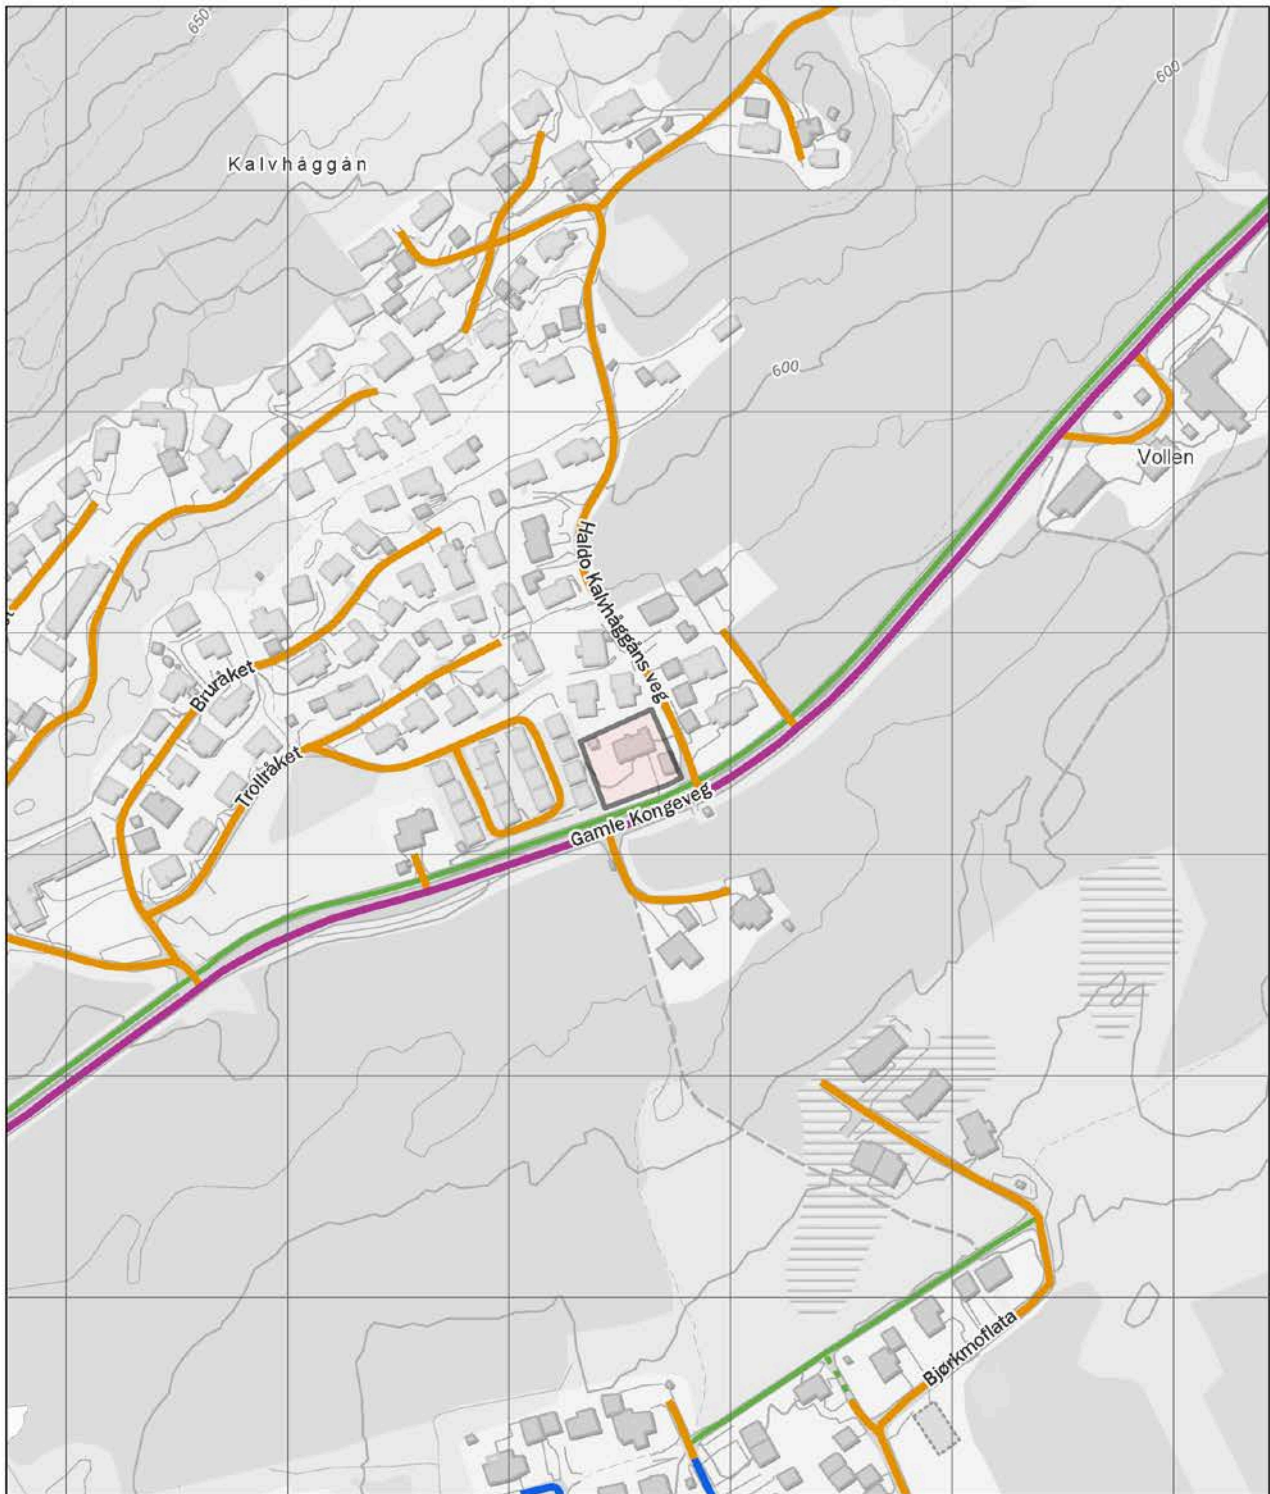 650
600
Kalvhåggån
600
Vollen
Haldo Kalvhåggåns veg
Bruråket
Trollråket
Gamle Kongeveg
Bjørkmoflata